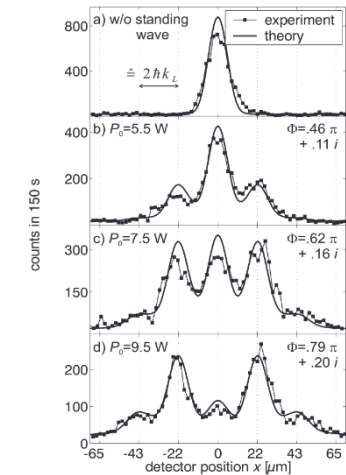 a) w/o standing
wave
experiment
theory
≙ 2ħk_L
800
400
b) P₀=5.5 W
Φ=.46 π
+ .11 i
400
200
counts in 150 s
c) P₀=7.5 W
Φ=.62 π
+ .16 i
300
150
d) P₀=9.5 W
Φ=.79 π
+ .20 i
200
100
0
-65 -43 -22 0 22 43 65
detector position x [µm]